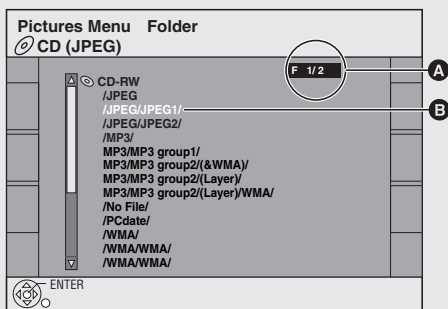 Pictures Menu Folder
CD (JPEG)
F 1/2
A
CD-RW
/JPEG
/JPEG/JPEG1/
B
/JPEG/JPEG2/
/MP3/
MP3/MP3 group1/
MP3/MP3 group2/(&WMA)/
MP3/MP3 group2/(Layer)/
MP3/MP3 group2/(Layer)/WMA/
/No File/
/PCdate/
/WMA/
/WMA/WMA/
/WMA/WMA/
ENTER